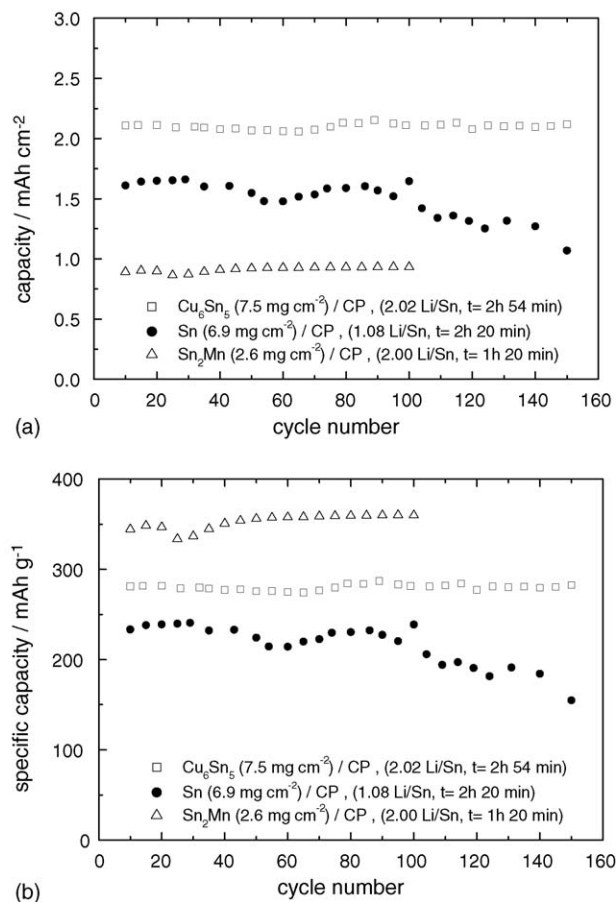 3.0
2.5
2.0
1.5
1.0
0.5
0.0
capacity / mAh cm-2
□ Cu6Sn5 (7.5 mg cm-2) / CP , (2.02 Li/Sn, t= 2h 54 min)
● Sn (6.9 mg cm-2) / CP , (1.08 Li/Sn, t= 2h 20 min)
△ Sn2Mn (2.6 mg cm-2) / CP , (2.00 Li/Sn, t= 1h 20 min)
0 20 40 60 80 100 120 140 160
(a)
cycle number
400
300
200
100
0
specific capacity / mAh g-1
□ Cu6Sn5 (7.5 mg cm-2) / CP , (2.02 Li/Sn, t= 2h 54 min)
● Sn (6.9 mg cm-2) / CP , (1.08 Li/Sn, t= 2h 20 min)
△ Sn2Mn (2.6 mg cm-2) / CP , (2.00 Li/Sn, t= 1h 20 min)
0 20 40 60 80 100 120 140 160
(b)
cycle number